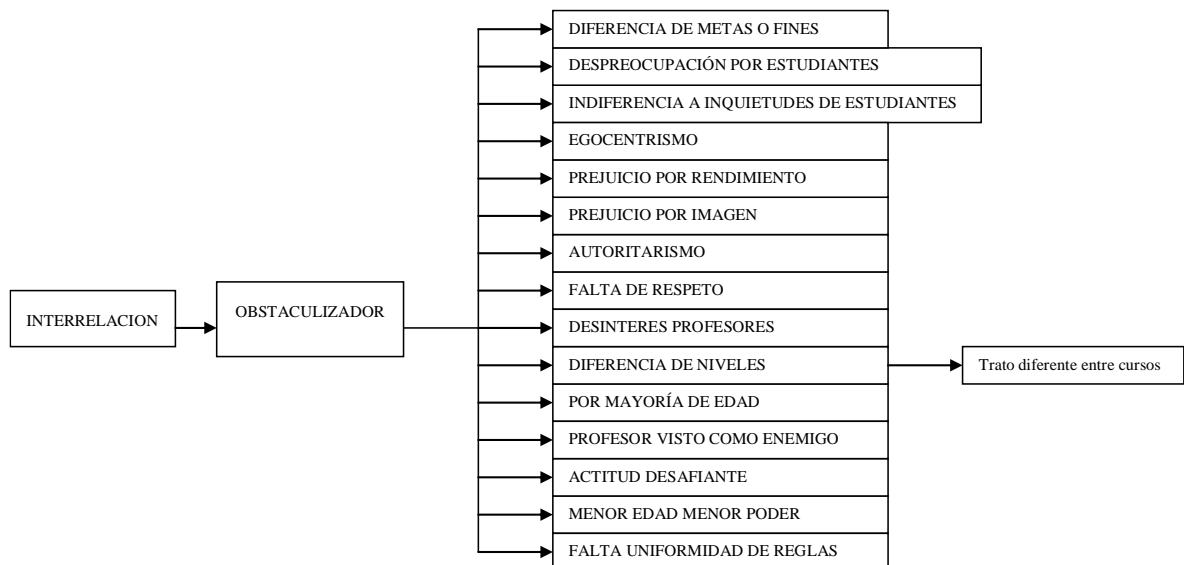 DIFERENCIA DE METAS O FINES
DESPREOCUPACIÓN POR ESTUDIANTES
INDIFERENCIA A INQUIETUDES DE ESTUDIANTES
EGOCENTRISMO
PREJUICIO POR RENDIMIENTO
PREJUICIO POR IMAGEN
AUTORITARISMO
FALTA DE RESPETO
INTERRELACION
OBSTACULIZADOR
DESINTERES PROFESORES
DIFERENCIA DE NIVELES
Trato diferente entre cursos
POR MAYORÍA DE EDAD
PROFESOR VISTO COMO ENEMIGO
ACTITUD DESAFIANTE
MENOR EDAD MENOR PODER
FALTA UNIFORMIDAD DE REGLAS